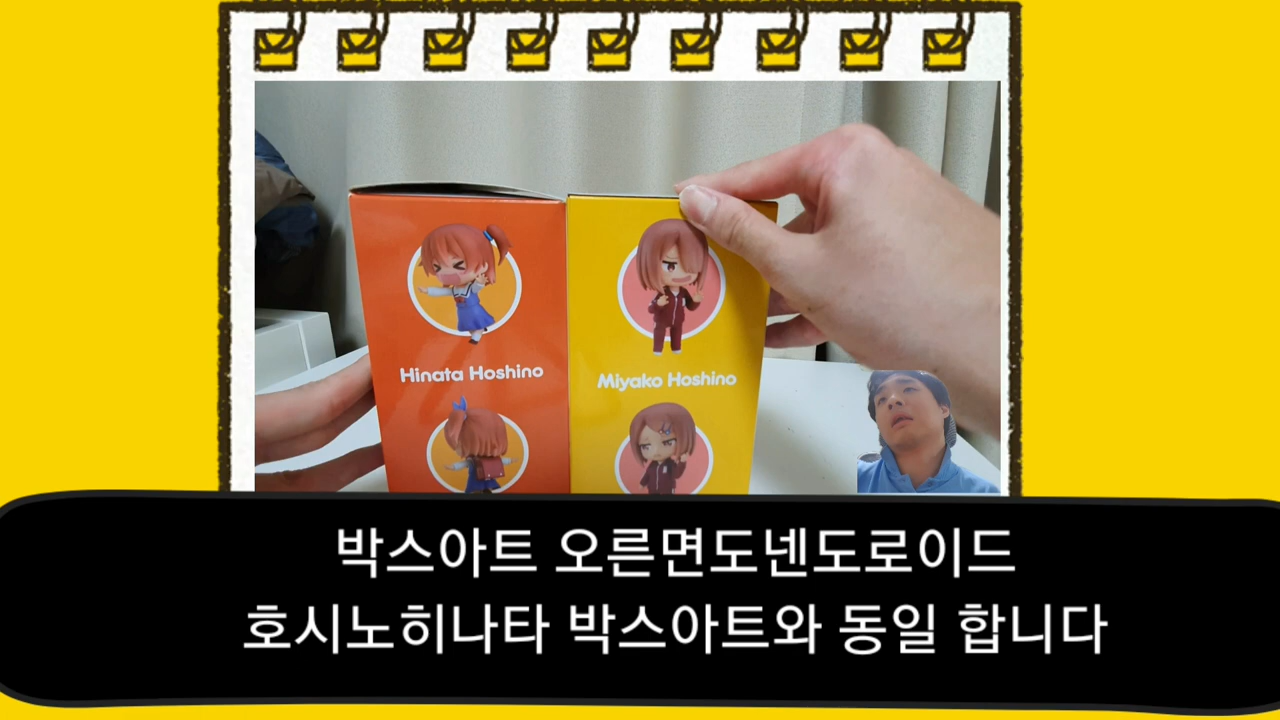 Hinata Hoshino
Miyako Hoshino
박스아트 오른면도넨도로이드
호시노히나타 박스아트와 동일 합니다